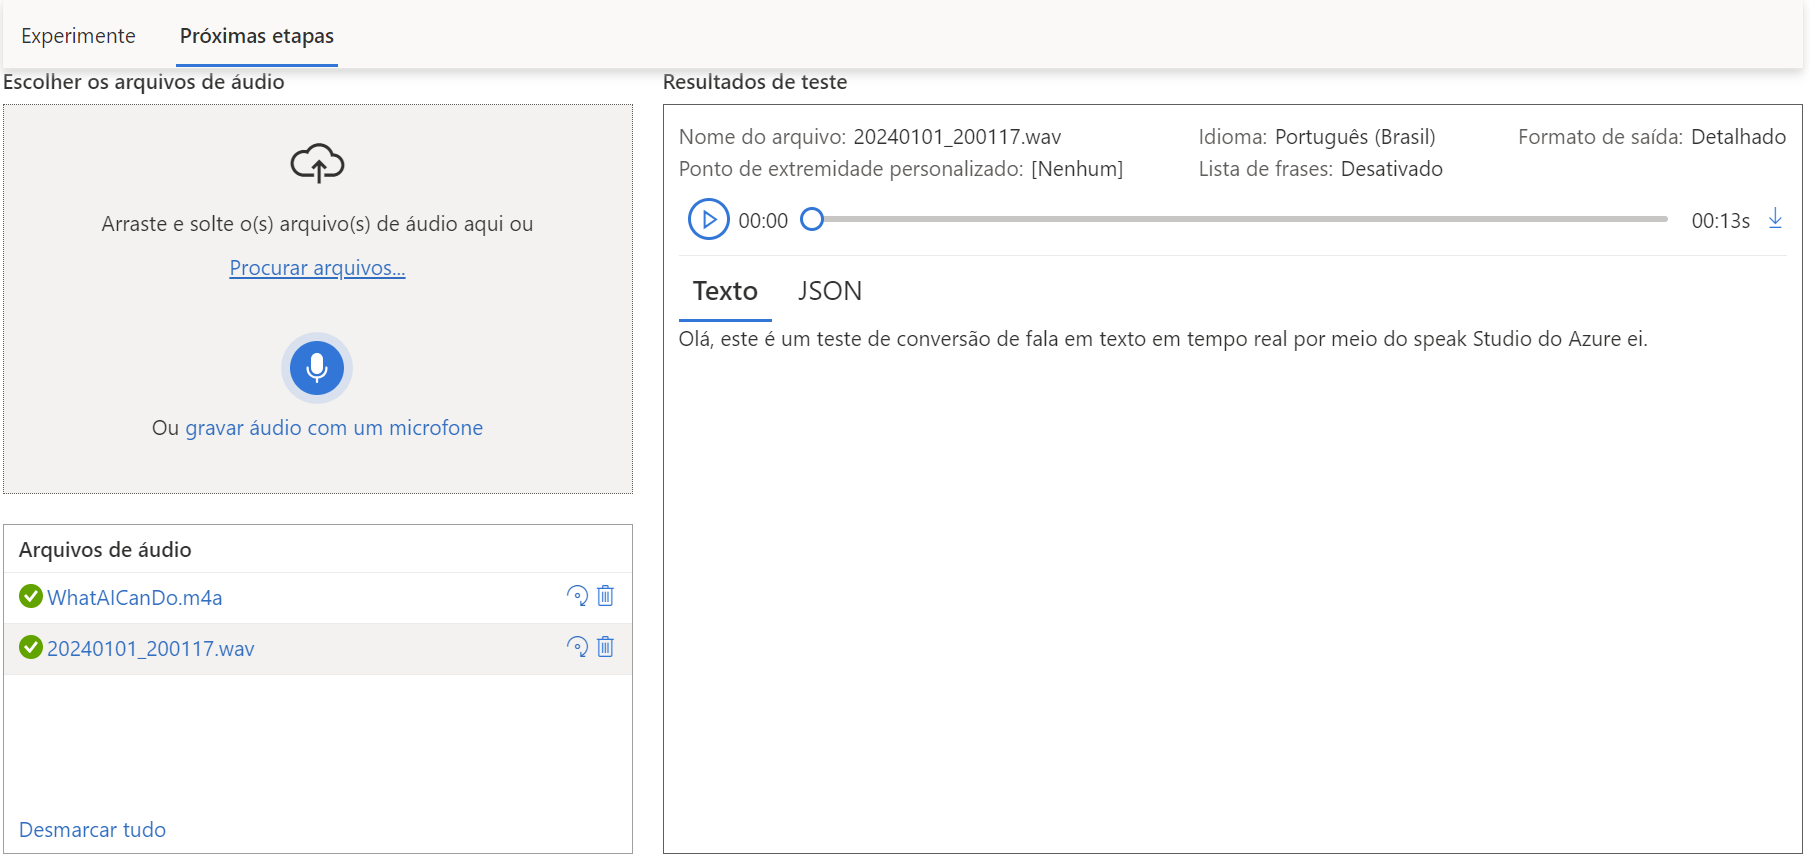 Experimente
Próximas etapas
Escolher os arquivos de áudio
Arraste e solte o(s) arquivo(s) de áudio aqui ou
Procurar arquivos...
Ou gravar áudio com um microfone
Arquivos de áudio
WhatAICanDo.m4a
20240101_200117.wav
Desmarcar tudo
Resultados de teste
Nome do arquivo: 20240101_200117.wav
Idioma: Português (Brasil)
Formato de saída: Detalhado
Ponto de extremidade personalizado: [Nenhum]
Lista de frases: Desativado
00:00
00:13s
Texto
JSON
Olá, este é um teste de conversão de fala em texto em tempo real por meio do speak Studio do Azure ei.